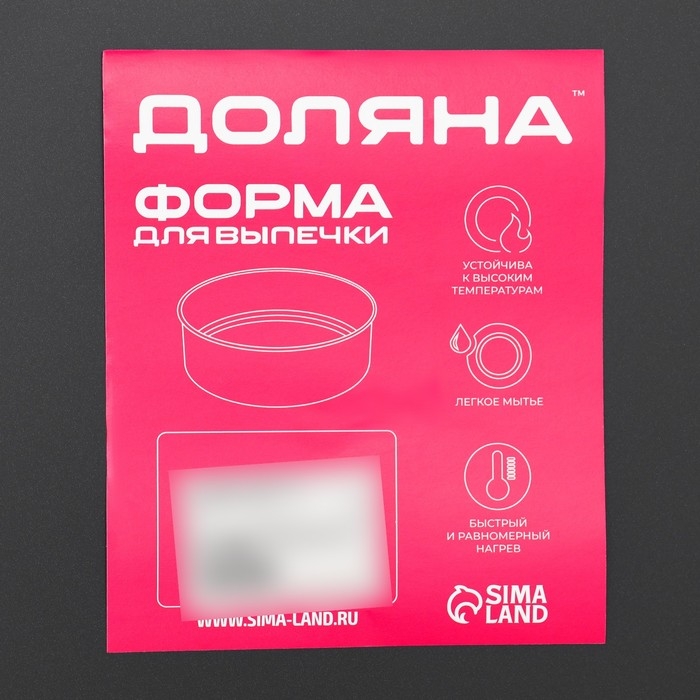 ДОЛЯНА™
ФОРМА
ДЛЯ ВЫПЕЧКИ
УСТОЙЧИВА
К ВЫСОКИМ
ТЕМПЕРАТУРАМ
ЛЕГКОЕ МЫТЬЕ
БЫСТРЫЙ
И РАВНОМЕРНЫЙ
НАГРЕВ
WWW.SIMA-LAND.RU
SIMA
LAND